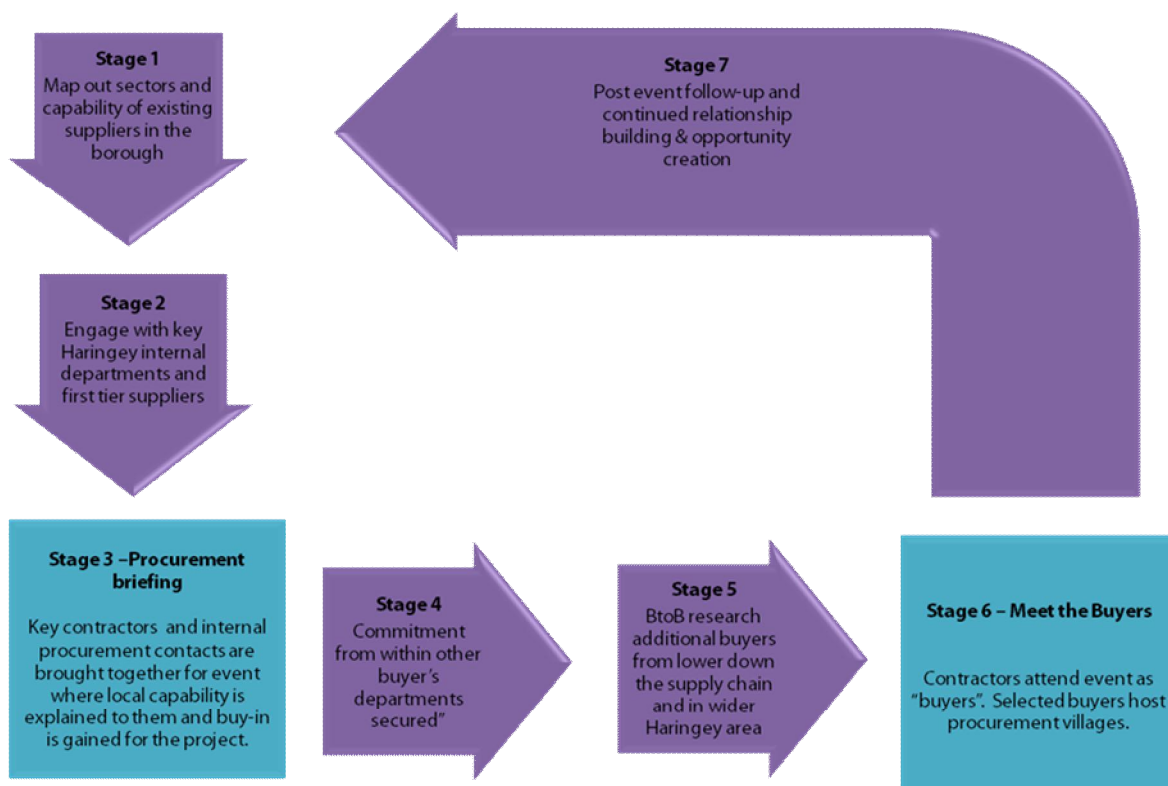 Stage 1
Map out sectors and
capability of existing
suppliers in the
borough
Stage 2
Engage with key
Haringey internal
departments and
first tier suppliers
Stage 3 –Procurement
briefing
Key contractors and internal
procurement contacts are
brought together for event
where local capability is
explained to them and buy-in
is gained for the project.
Stage 4
Commitment
from within other
buyer’s
departments
secured”
Stage 5
BtoB research
additional buyers
from lower down
the supply chain
and in wider
Haringey area
Stage 6 – Meet the Buyers
Contractors attend event as
“buyers”. Selected buyers host
procurement villages.
Stage 7
Post event follow-up and
continued relationship
building & opportunity
creation